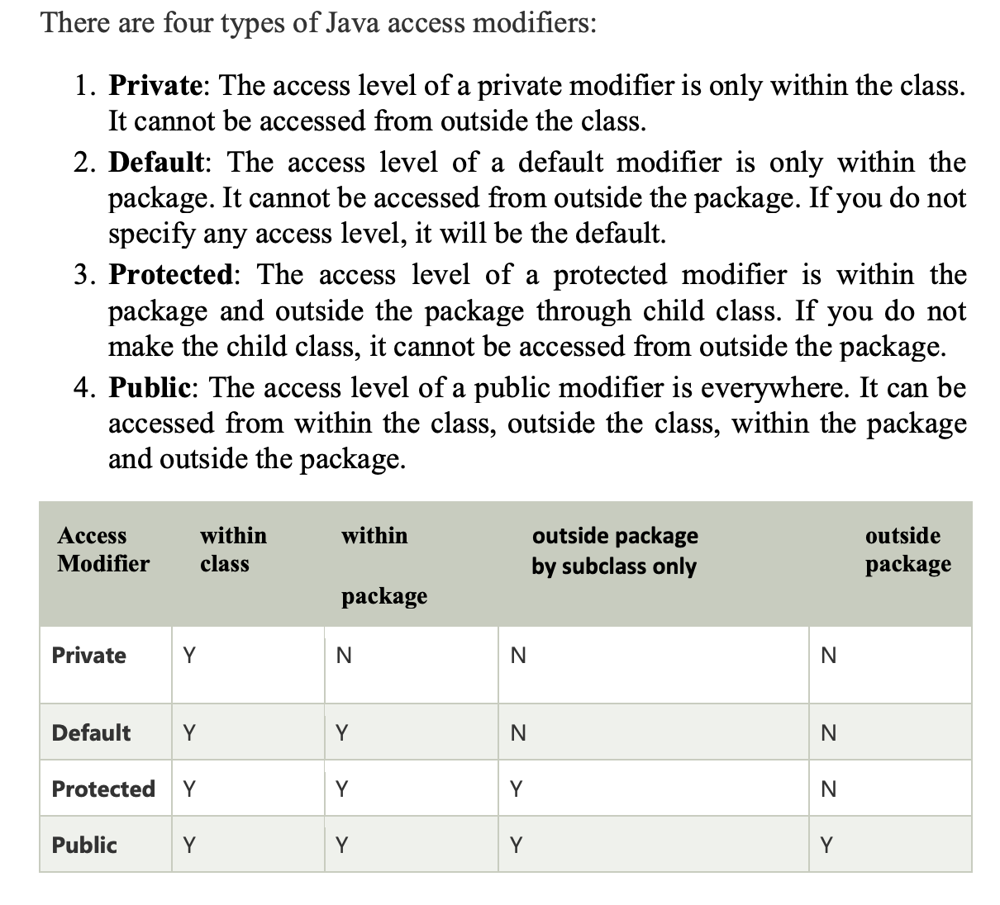 There are four types of Java access modifiers:
1. Private: The access level of a private modifier is only within the class.
It cannot be accessed from outside the class.
2. Default: The access level of a default modifier is only within the
package. It cannot be accessed from outside the package. If you do not
specify any access level, it will be the default.
3. Protected: The access level of a protected modifier is within the
package and outside the package through child class. If you do not
make the child class, it cannot be accessed from outside the package.
4. Public: The access level of a public modifier is everywhere. It can be
accessed from within the class, outside the class, within the package
and outside the package.
Access within within outside package outside
Modifier class by subclass only package
package
Private Y N N N
Default Y Y N N
Protected Y Y Y N
Public Y Y Y Y